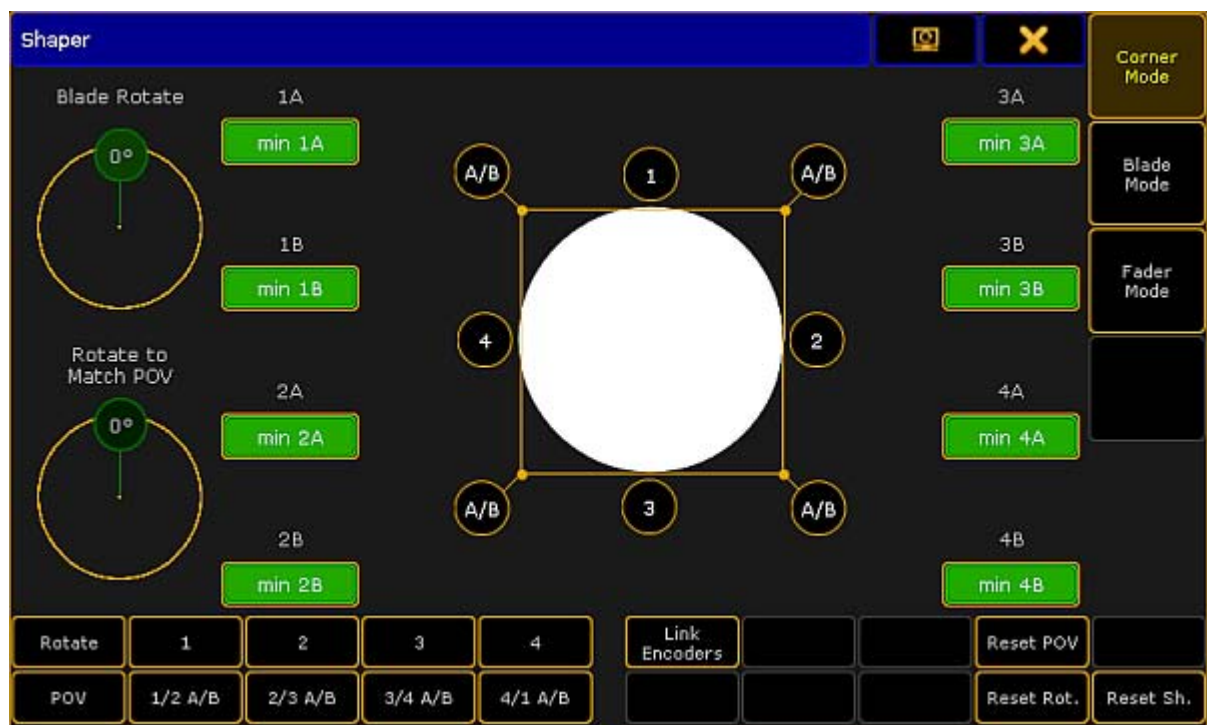 Shaper
Corner
Mode
Blade Rotate
1A
3A
0°
min 1A
min 3A
A/B
1
A/B
Blade
Mode
1B
3B
min 1B
min 3B
Fader
Mode
4
2
Rotate to
Match POV
2A
4A
0°
min 2A
min 4A
A/B
3
A/B
2B
4B
min 2B
min 4B
Rotate
1
2
3
4
Link
Encoders
Reset POV
POV
1/2 A/B
2/3 A/B
3/4 A/B
4/1 A/B
Reset Rot.
Reset Sh.